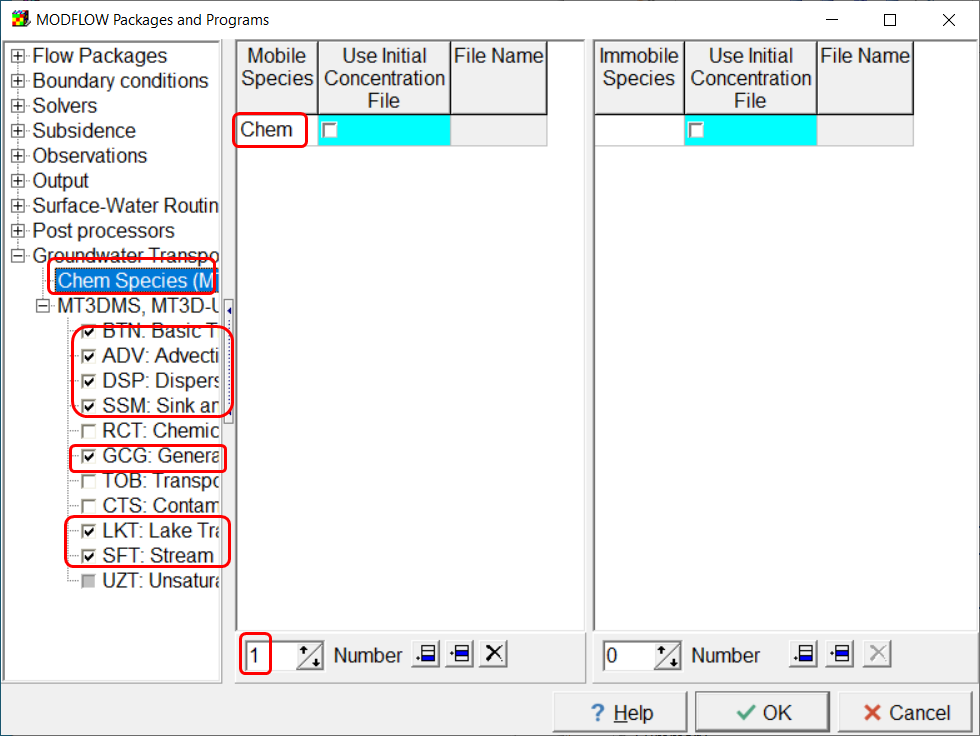 MODFLOW Packages and Programs
Flow Packages
Boundary conditions
Solvers
Subsidence
Observations
Output
Surface-Water Routin
Post processors
Groundwater Transpo
Chem Species (M
MT3DMS, MT3D-U
BTN: Basic T
ADV: Advecti
DSP: Dispers
SSM: Sink an
RCT: Chemic
GCG: Genera
TOB: Transpo
CTS: Contam
LKT: Lake Tra
SFT: Stream
UZT: Unsatura
Mobile Species
Use Initial Concentration File
File Name
Chem
1 Number
Immobile Species
Use Initial Concentration File
File Name
0 Number
? Help
OK
Cancel